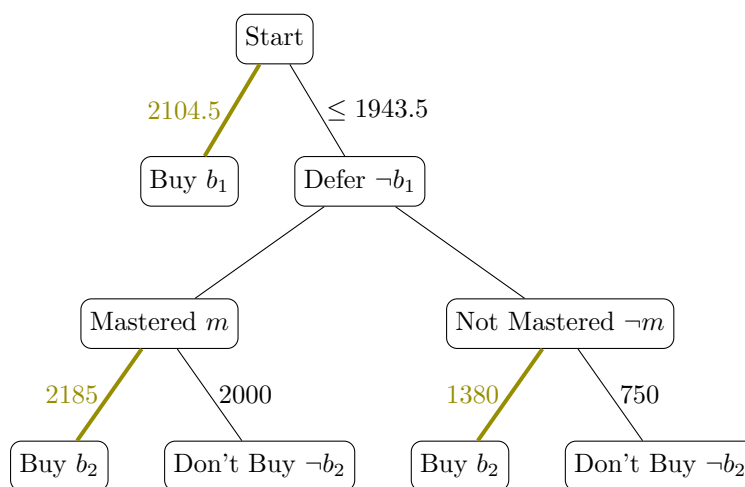 Start
2104.5
≤ 1943.5
Buy b₁
Defer ¬b₁
Mastered m
Not Mastered ¬m
2185
2000
1380
750
Buy b₂
Don't Buy ¬b₂
Buy b₂
Don't Buy ¬b₂